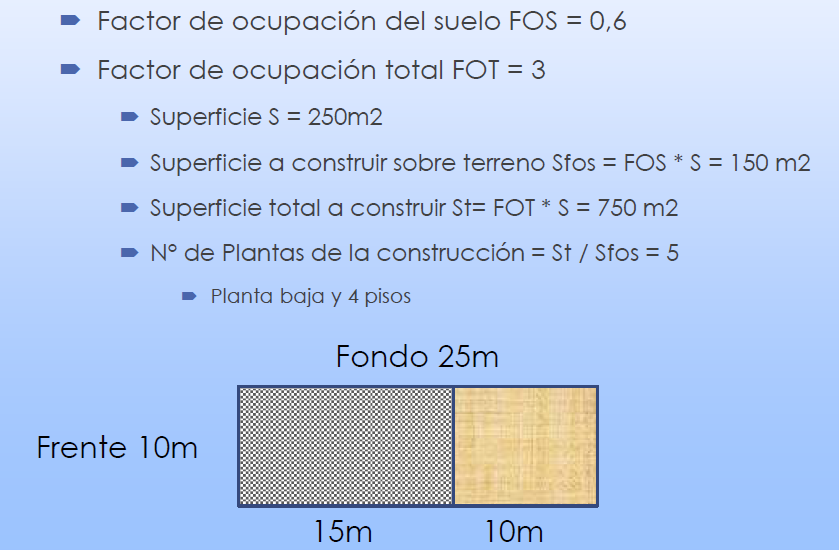 Factor de ocupación del suelo FOS = 0,6
Factor de ocupación total FOT = 3
Superficie S = 250m2
Superficie a construir sobre terreno Sfos = FOS * S = 150 m2
Superficie total a construir St= FOT * S = 750 m2
Nº de Plantas de la construcción = St / Sfos = 5
Planta baja y 4 pisos
Fondo 25m
Frente 10m
15m
10m